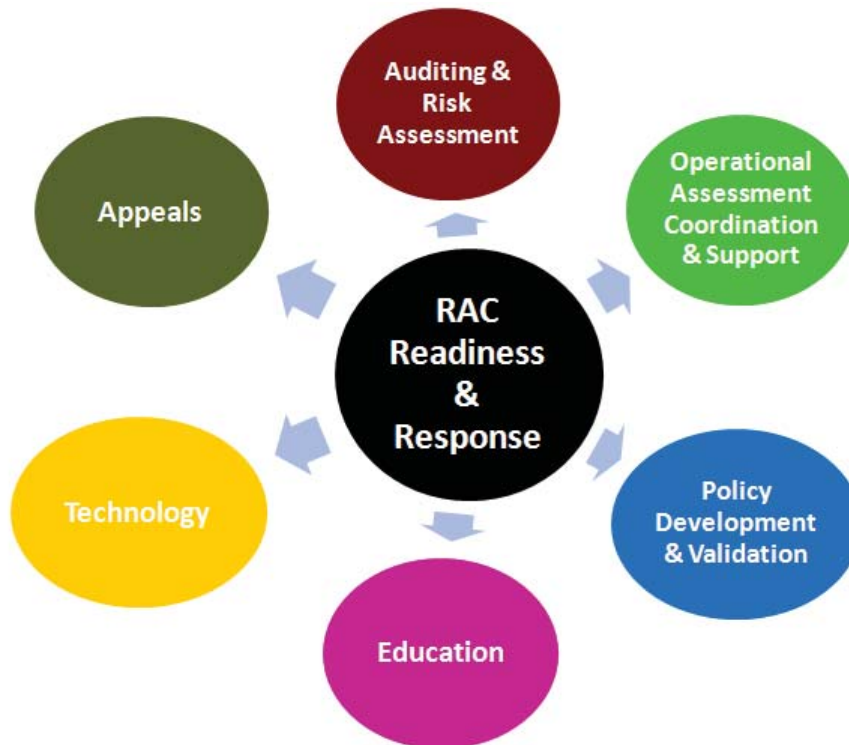 Auditing &
Risk
Assessment
Operational
Assessment
Coordination
& Support
Appeals
RAC
Readiness
&
Response
Technology
Policy
Development
& Validation
Education